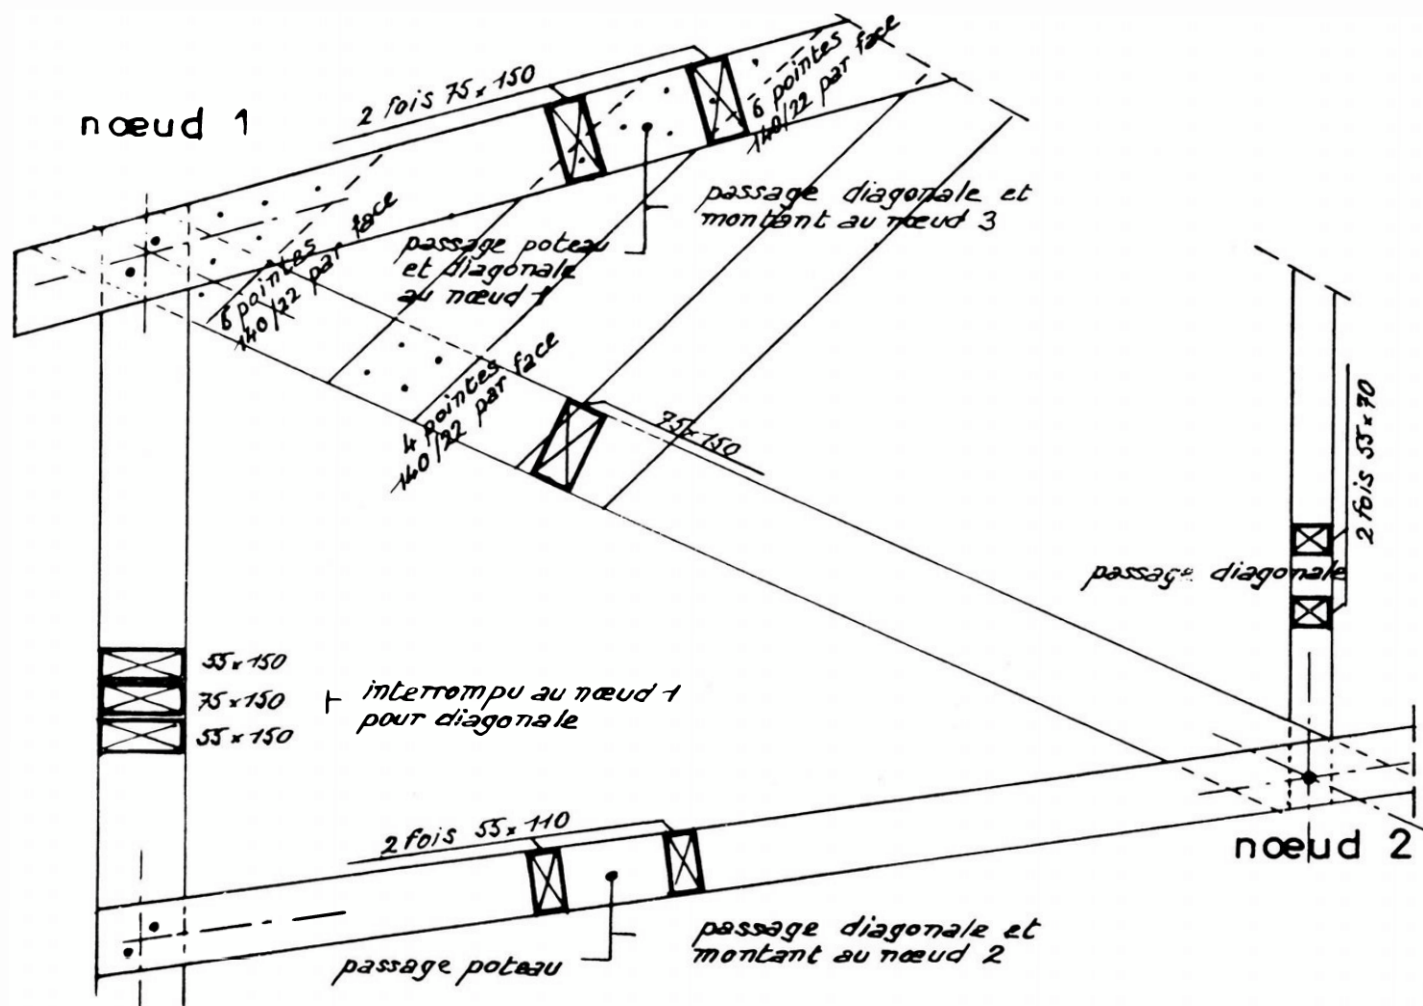 nœud 1
2 fois 75 x 150
6 pointes
140/22 par face
passage diagonale et
montant au nœud 3
passage poteau
et diagonale
au nœud 1
6 pointes
140/22 par face
4 pointes
140/22 par face
75 x 150
2 fois 55 x 70
passage diagonale
55 x 150
75 x 150
55 x 150
interrompu au nœud 1
pour diagonale
2 fois 55 x 110
nœud 2
passage diagonale et
montant au nœud 2
passage poteau